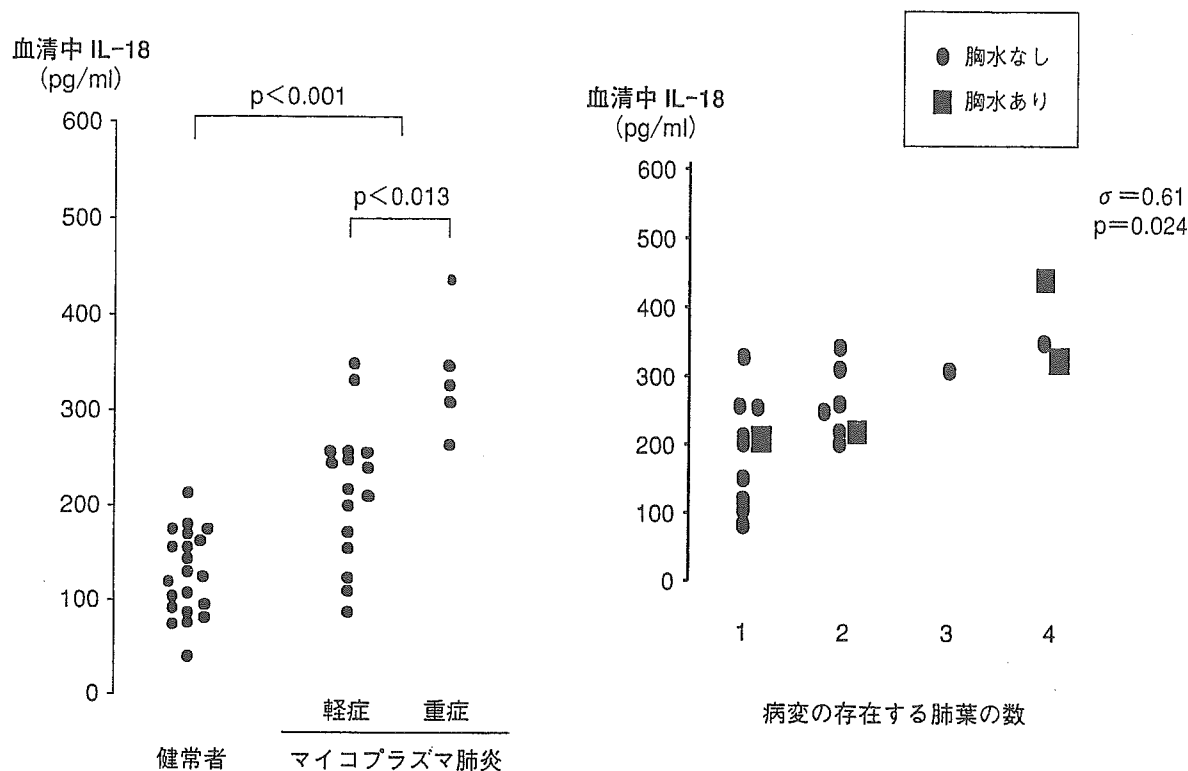 血清中 IL-18
(pg/ml)
p<0.001
600
p<0.013
500
400
300
200
100
0
軽症
重症
健常者
マイコプラズマ肺炎
胸水なし
胸水あり
血清中 IL-18
(pg/ml)
600
σ=0.61
p=0.024
500
400
300
200
100
0
1
2
3
4
病変の存在する肺葉の数